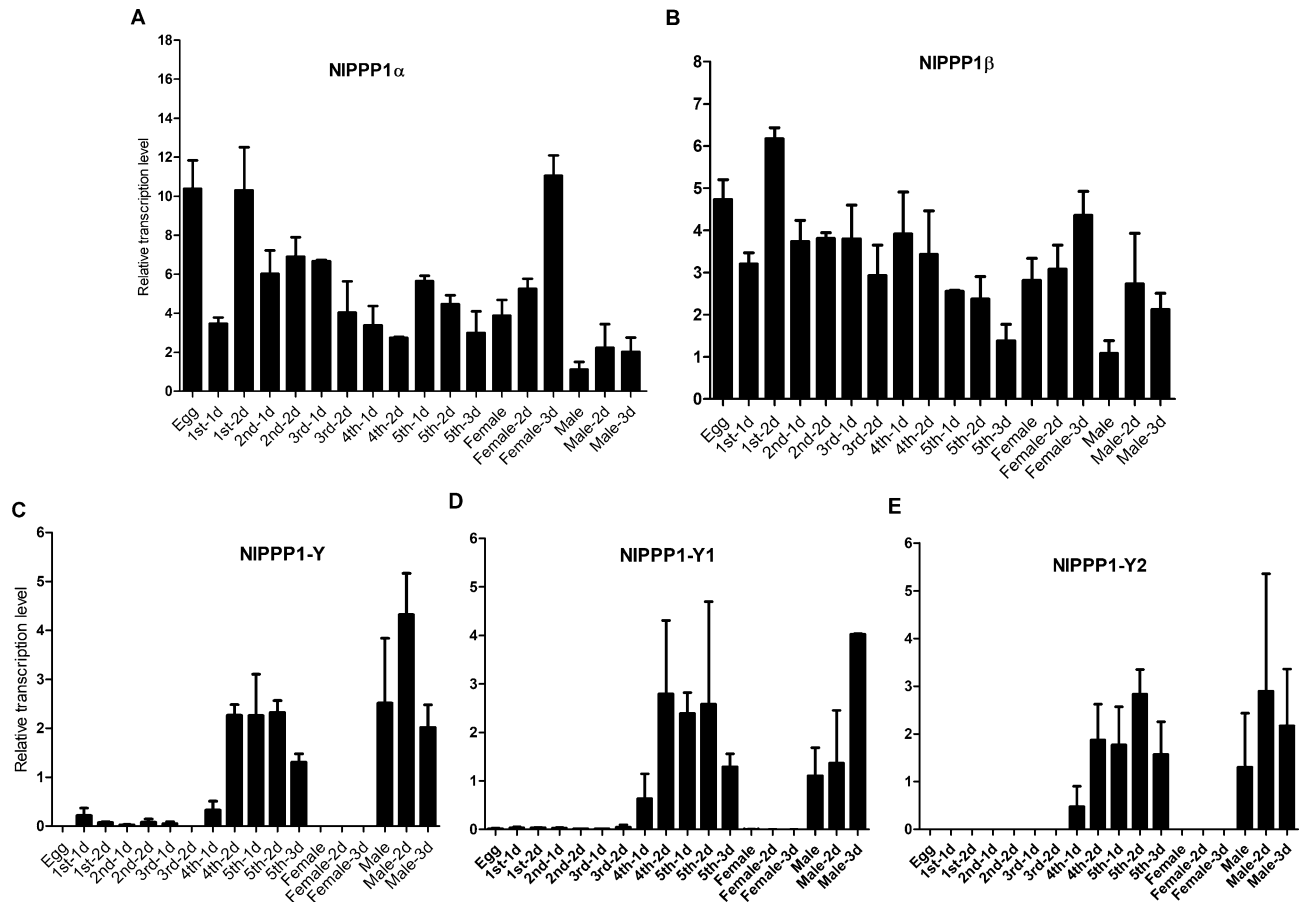 A
NIPPP1α
Relative transcription level
18
16
14
12
10
8
6
4
2
0
Egg
1st-1d
1st-2d
2nd-1d
2nd-2d
3rd-1d
3rd-2d
4th-1d
4th-2d
5th-1d
5th-2d
5th-3d
Female
Female-2d
Female-3d
Male
Male-2d
Male-3d
B
NIPPP1β
8
7
6
5
4
3
2
1
0
Egg
1st-1d
1st-2d
2nd-1d
2nd-2d
3rd-1d
3rd-2d
4th-1d
4th-2d
5th-1d
5th-2d
5th-3d
Female
Female-2d
Female-3d
Male
Male-2d
Male-3d
C
NIPPP1-Y
Relative transcription level
6
5
4
3
2
1
0
Egg
1st-1d
1st-2d
2nd-1d
2nd-2d
3rd-1d
3rd-2d
4th-1d
4th-2d
5th-1d
5th-2d
5th-3d
Female
Female-2d
Female-3d
Male
Male-2d
Male-3d
D
NIPPP1-Y1
6
5
4
3
2
1
0
Egg
1st-1d
1st-2d
2nd-1d
2nd-2d
3rd-1d
3rd-2d
4th-1d
4th-2d
5th-1d
5th-2d
5th-3d
Female
Female-2d
Female-3d
Male
Male-2d
Male-3d
E
NIPPP1-Y2
6
5
4
3
2
1
0
Egg
1st-1d
1st-2d
2nd-1d
2nd-2d
3rd-1d
3rd-2d
4th-1d
4th-2d
5th-1d
5th-2d
5th-3d
Female
Female-2d
Female-3d
Male
Male-2d
Male-3d